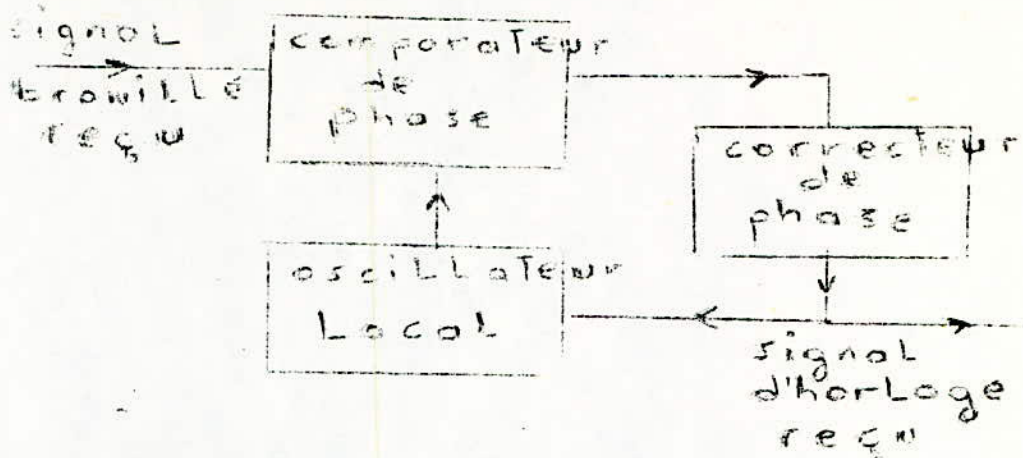 signal
brouillé
reçu
comparateur
de
phase
correcteur
de
phase
oscillateur
Local
signal
d'horloge
reçu